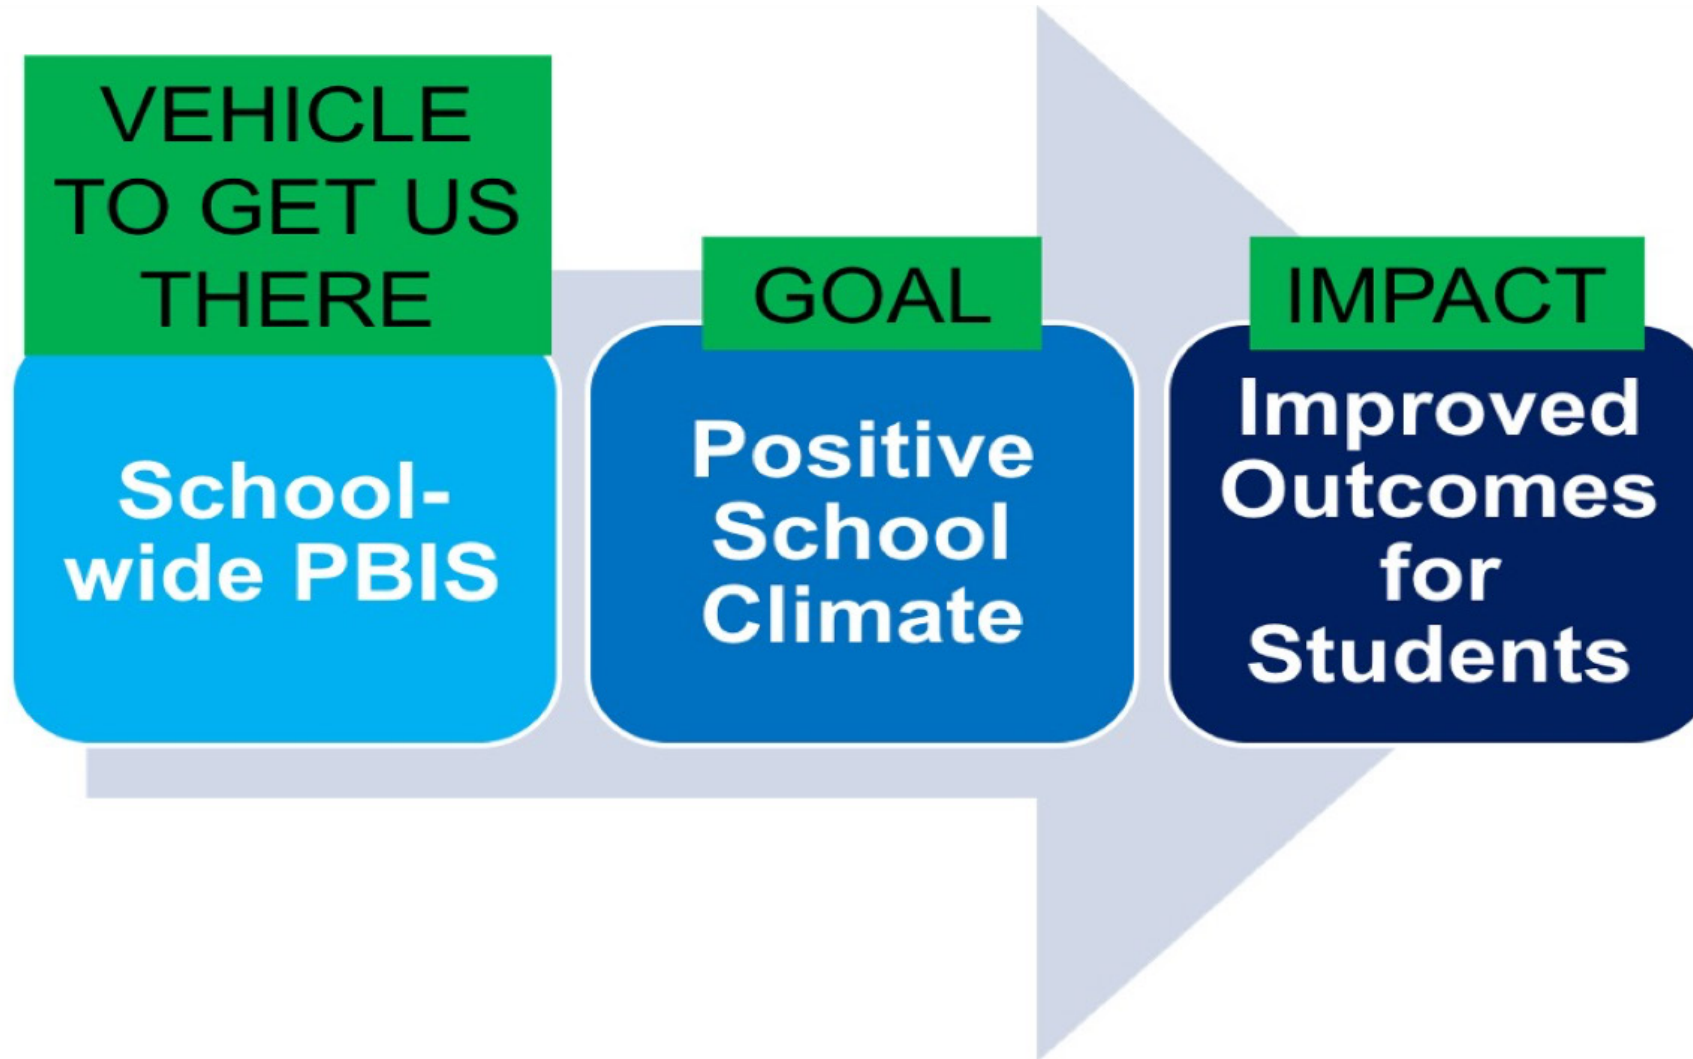 VEHICLE
TO GET US
THERE
School-
wide PBIS
GOAL
Positive
School
Climate
IMPACT
Improved
Outcomes
for
Students